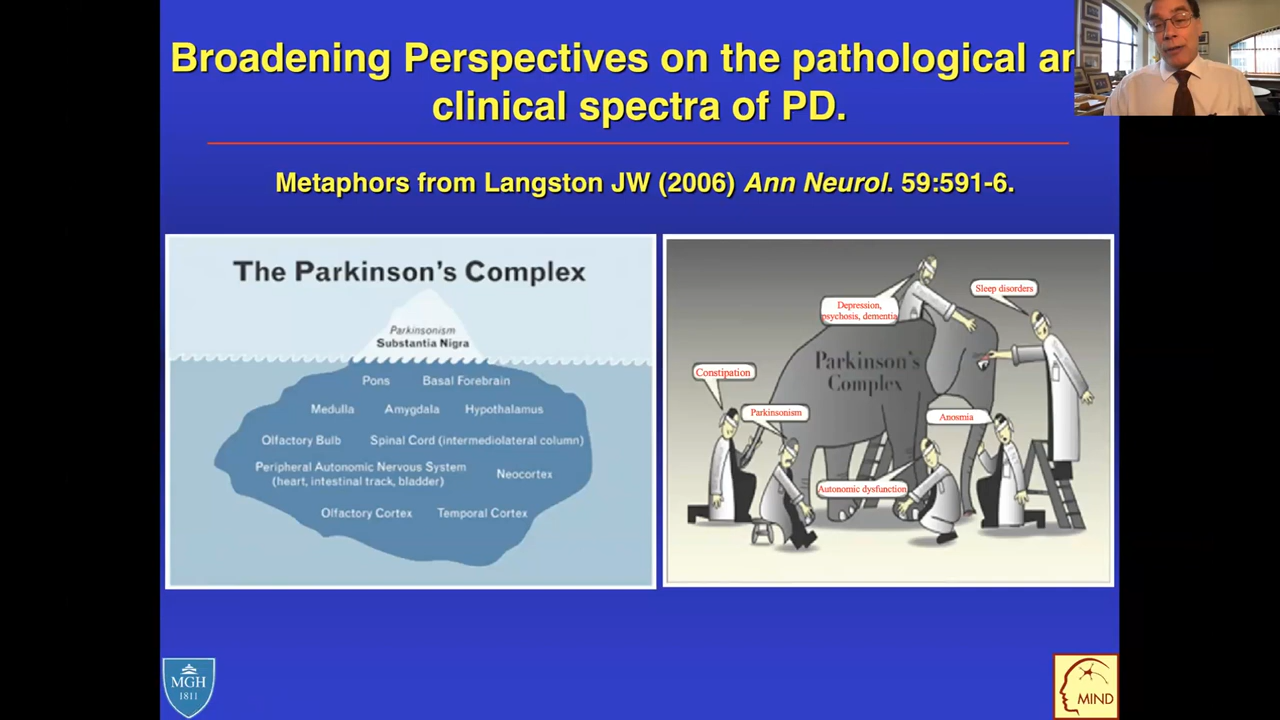 Broadening Perspectives on the pathological an
clinical spectra of PD.
Metaphors from Langston JW (2006) Ann Neurol. 59:591-6.
The Parkinson's Complex
Parkinsonism
Substantia Nigra
Pons Basal Forebrain
Medulla Amygdala Hypothalamus
Olfactory Bulb Spinal Cord (intermediolateral column)
Peripheral Autonomic Nervous System
(heart, intestinal track, bladder)
Neocortex
Olfactory Cortex Temporal Cortex
Sleep disorders
Depression,
psychosis, dementia
Parkinson's
Complex
Constipation
Parkinsonism
Anosmia
Autonomic dysfunction
MGH
1811
MIND